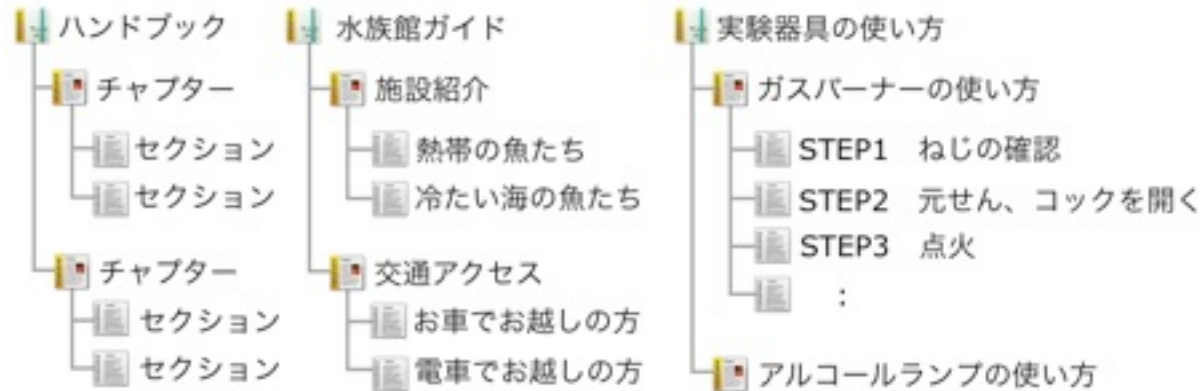 ハンドブック
チャプター
セクション
セクション
チャプター
セクション
セクション
水族館ガイド
施設紹介
熱帯の魚たち
冷たい海の魚たち
交通アクセス
お車でお越しの方
電車でお越しの方
実験器具の使い方
ガスバーナーの使い方
STEP1 ねじの確認
STEP2 元せん、コックを開く
STEP3 点火
：
アルコールランプの使い方